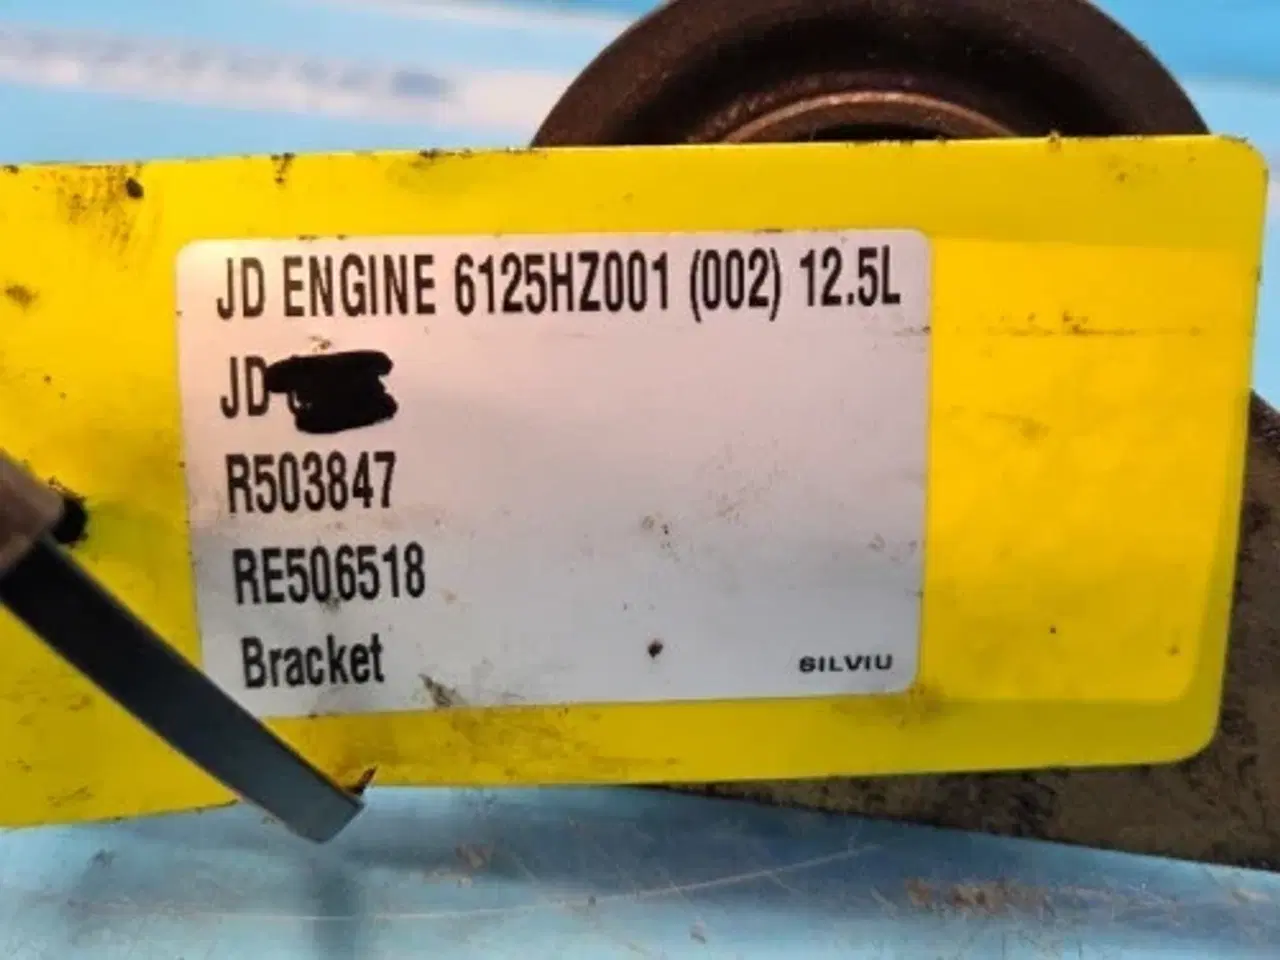 JD ENGINE 6125HZ001 (002) 12.5L
JD
R503847
RE506518
Bracket
SILVIU